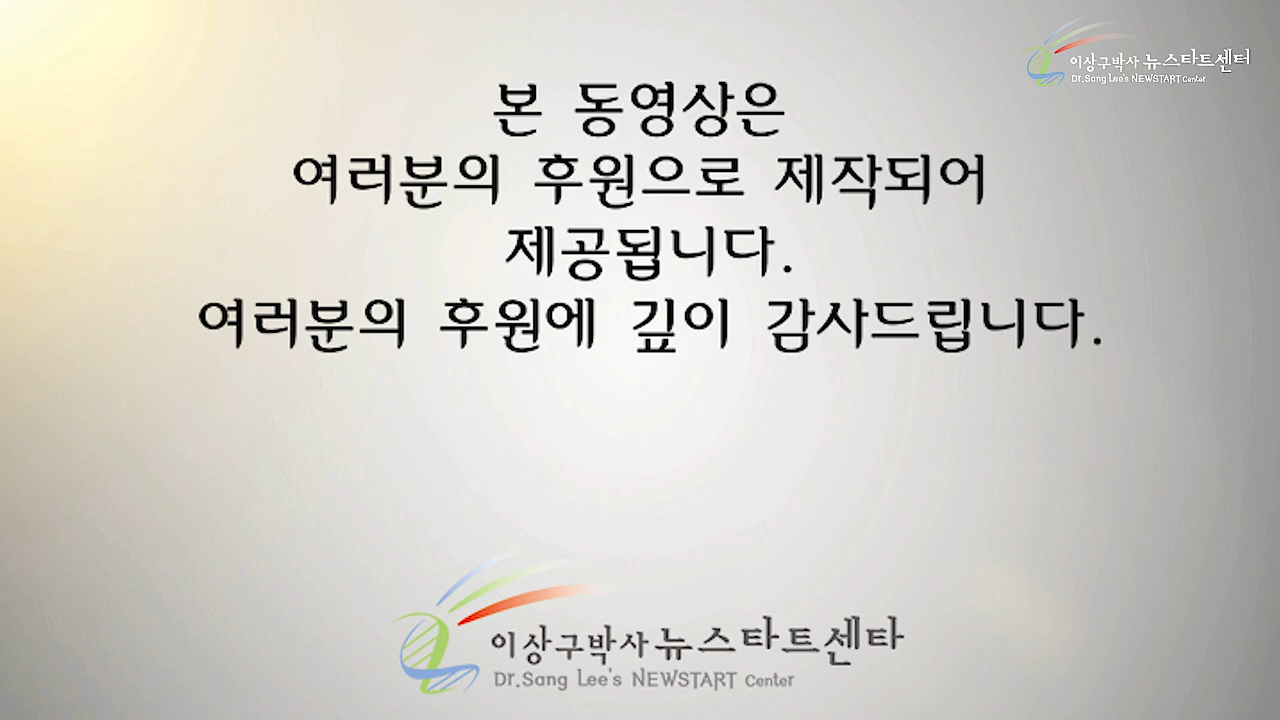 이상구박사 뉴스타트센터
Dr.Sang Lee's NEWSTART Center
본 동영상은
여러분의 후원으로 제작되어
제공됩니다.
여러분의 후원에 깊이 감사드립니다.
이상구박사 뉴스타트센타
Dr.Sang Lee's NEWSTART Center